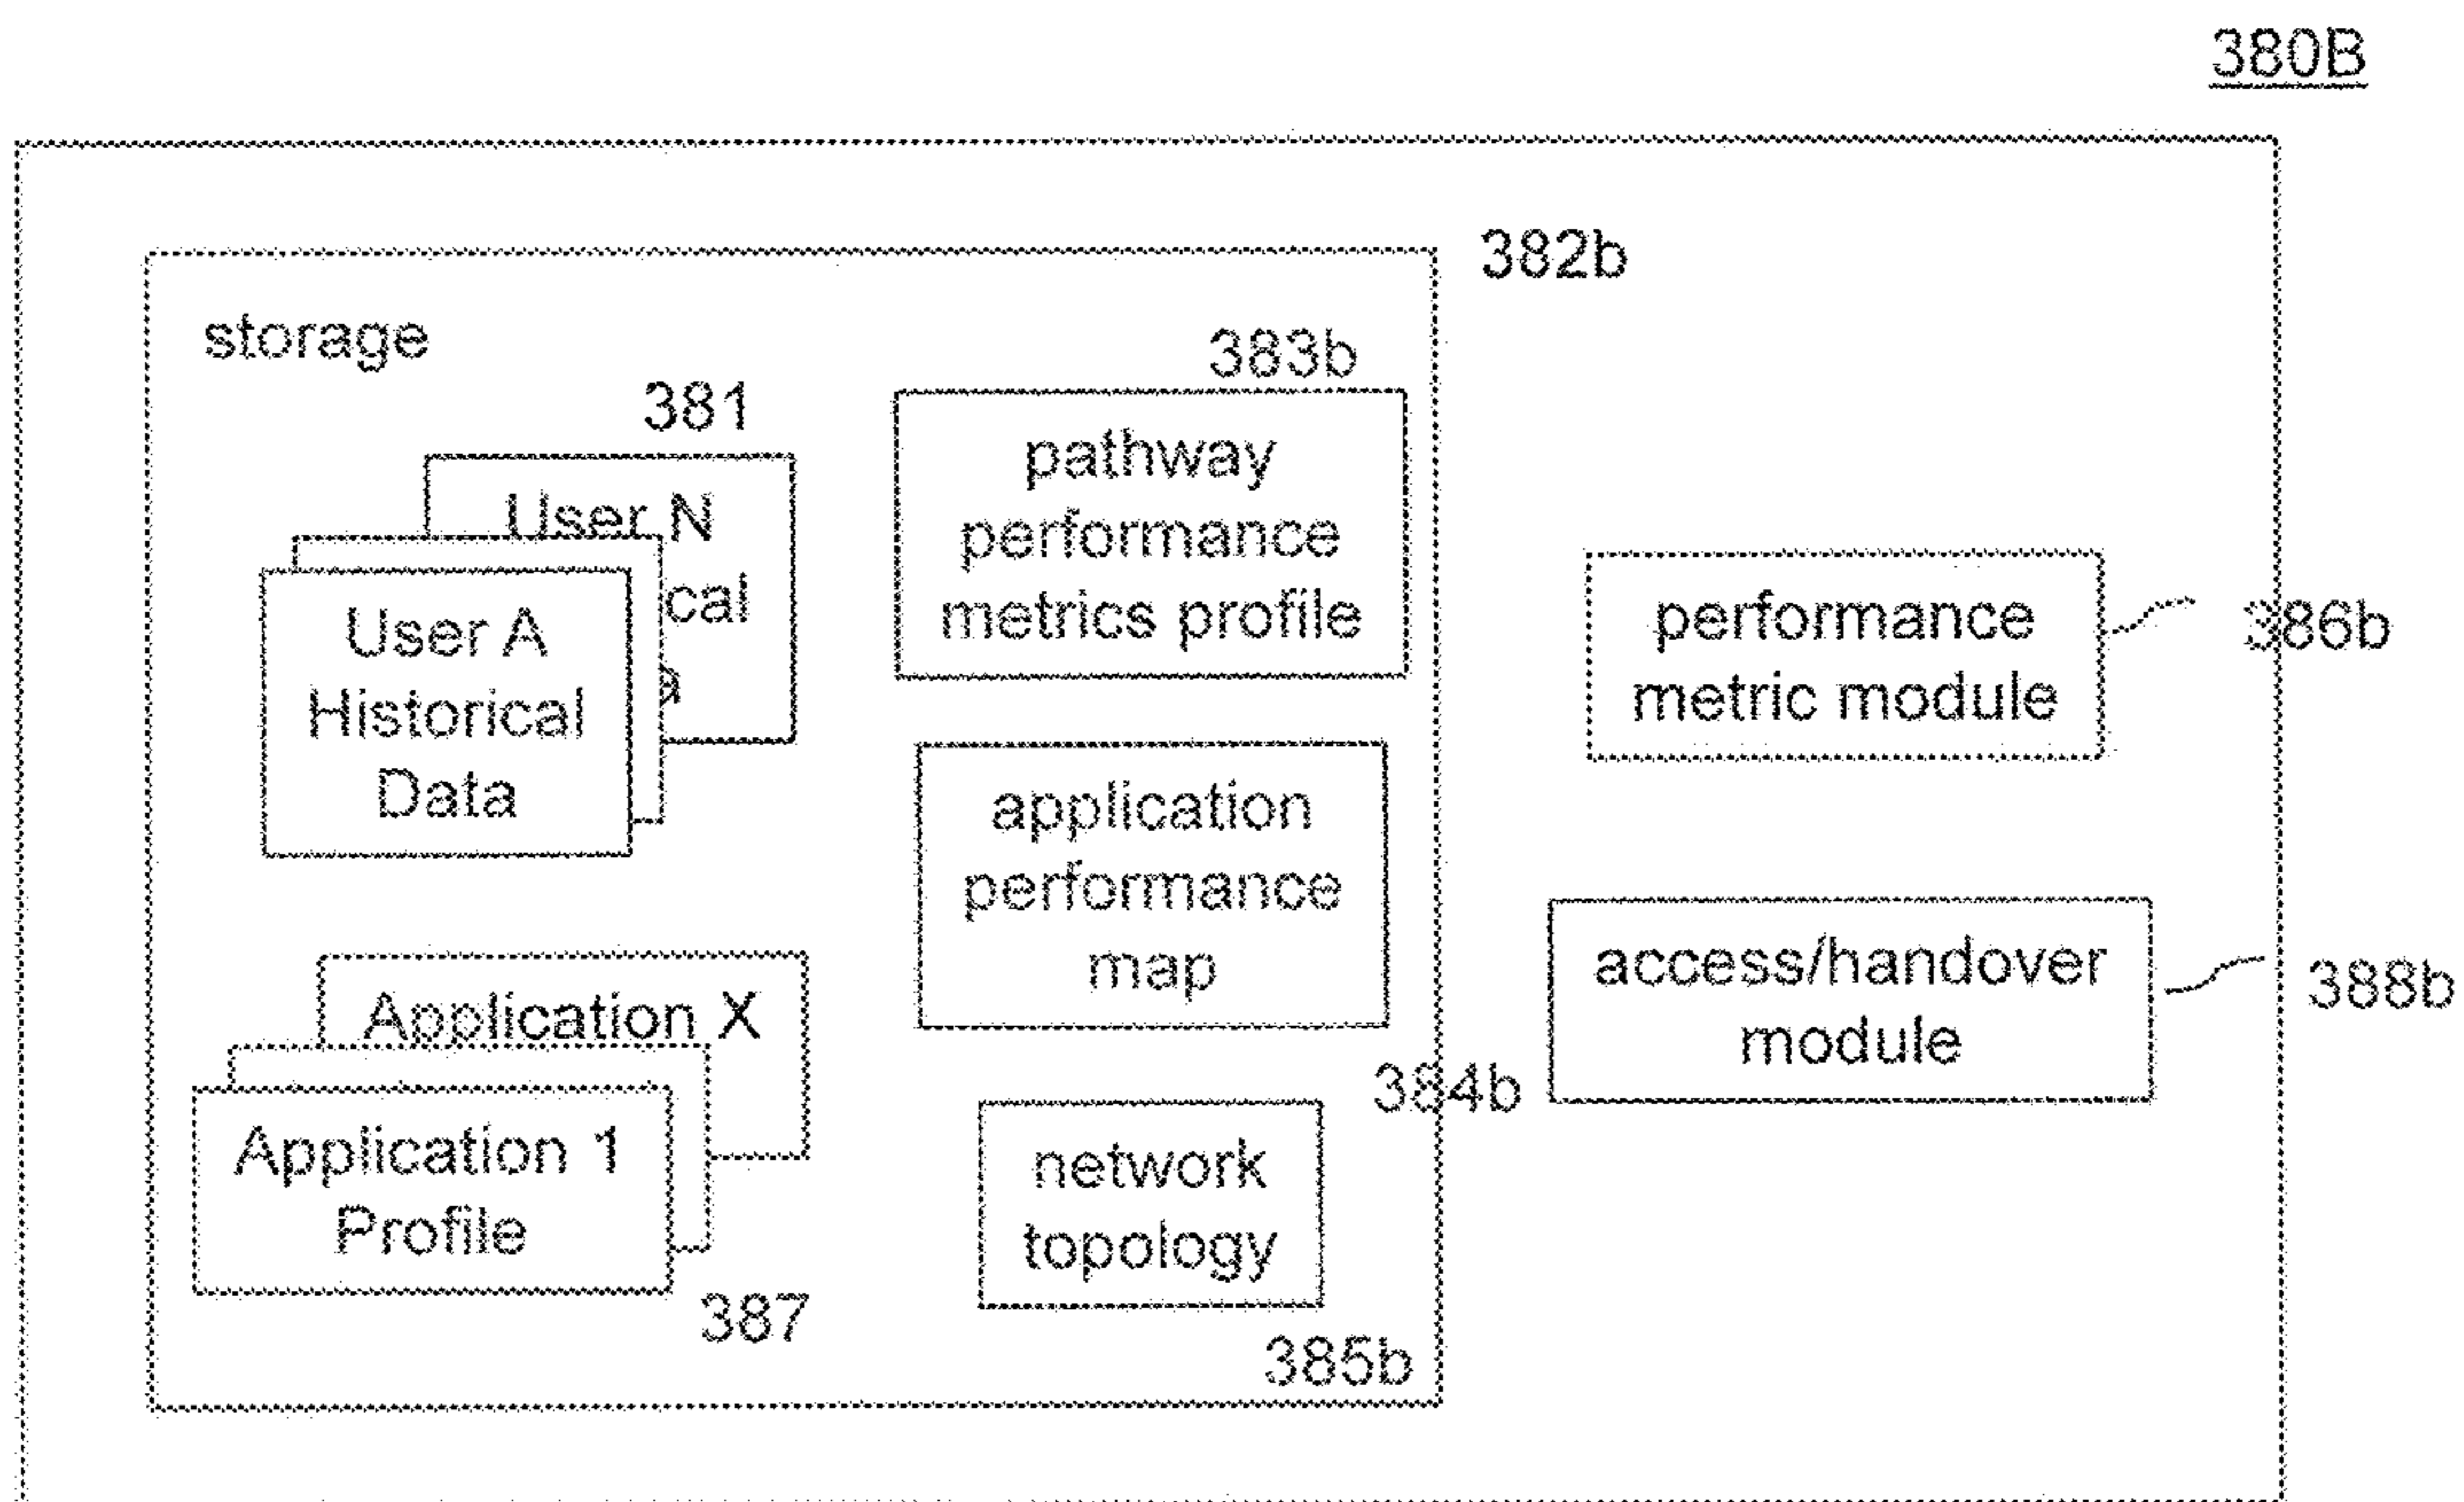 380B
382b
storage
383b
381
pathway
performance
metrics profile
User N
cal
User A
Historical
Data
performance
metric module
386b
application
performance
map
access/handover
module
388b
Application X
384b
Application 1
Profile
network
topology
387
385b